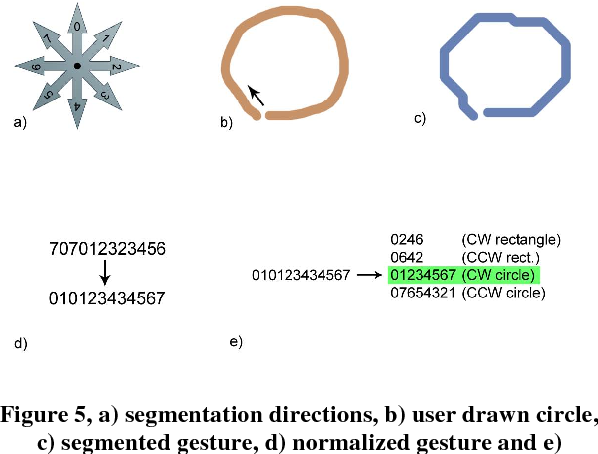 0
7 1
6 2
5 3
4
a)
b)
c)
707012323456
010123434567
d)
0246 (CW rectangle)
0642 (CCW rect.)
010123434567 01234567 (CW circle)
07654321 (CCW circle)
e)
Figure 5, a) segmentation directions, b) user drawn circle,
c) segmented gesture, d) normalized gesture and e)